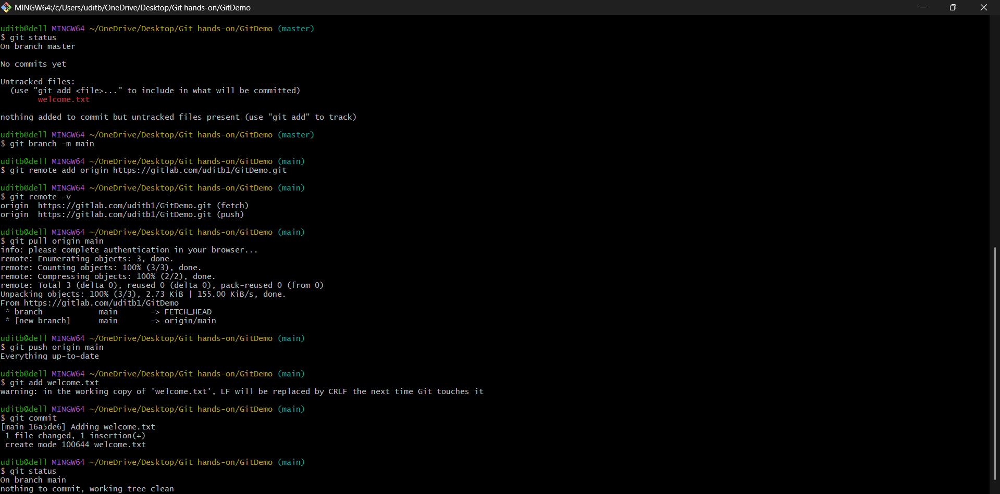 MINGW64:/c/Users/uditb/OneDrive/Desktop/Git hands-on/GitDemo
uditb@dell MINGW64 ~/OneDrive/Desktop/Git hands-on/GitDemo (master)
$ git status
On branch master
No commits yet
Untracked files:
  (use "git add <file>..." to include in what will be committed)
        welcome.txt
nothing added to commit but untracked files present (use "git add" to track)
uditb@dell MINGW64 ~/OneDrive/Desktop/Git hands-on/GitDemo (master)
$ git branch -m main
uditb@dell MINGW64 ~/OneDrive/Desktop/Git hands-on/GitDemo (main)
$ git remote add origin https://gitlab.com/uditb1/GitDemo.git
uditb@dell MINGW64 ~/OneDrive/Desktop/Git hands-on/GitDemo (main)
$ git remote -v
origin  https://gitlab.com/uditb1/GitDemo.git (fetch)
origin  https://gitlab.com/uditb1/GitDemo.git (push)
uditb@dell MINGW64 ~/OneDrive/Desktop/Git hands-on/GitDemo (main)
$ git pull origin main
info: please complete authentication in your browser...
remote: Enumerating objects: 3, done.
remote: Counting objects: 100% (3/3), done.
remote: Compressing objects: 100% (2/2), done.
remote: Total 3 (delta 0), reused 0 (delta 0), pack-reused 0 (from 0)
Unpacking objects: 100% (3/3), 2.73 KiB | 155.00 KiB/s, done.
From https://gitlab.com/uditb1/GitDemo
 * branch            main       -> FETCH_HEAD
 * [new branch]      main       -> origin/main
uditb@dell MINGW64 ~/OneDrive/Desktop/Git hands-on/GitDemo (main)
$ git push origin main
Everything up-to-date
uditb@dell MINGW64 ~/OneDrive/Desktop/Git hands-on/GitDemo (main)
$ git add welcome.txt
warning: in the working copy of 'welcome.txt', LF will be replaced by CRLF the next time Git touches it
uditb@dell MINGW64 ~/OneDrive/Desktop/Git hands-on/GitDemo (main)
$ git commit
[main 16a5de6] Adding welcome.txt
 1 file changed, 1 insertion(+)
 create mode 100644 welcome.txt
uditb@dell MINGW64 ~/OneDrive/Desktop/Git hands-on/GitDemo (main)
$ git status
On branch main
nothing to commit, working tree clean